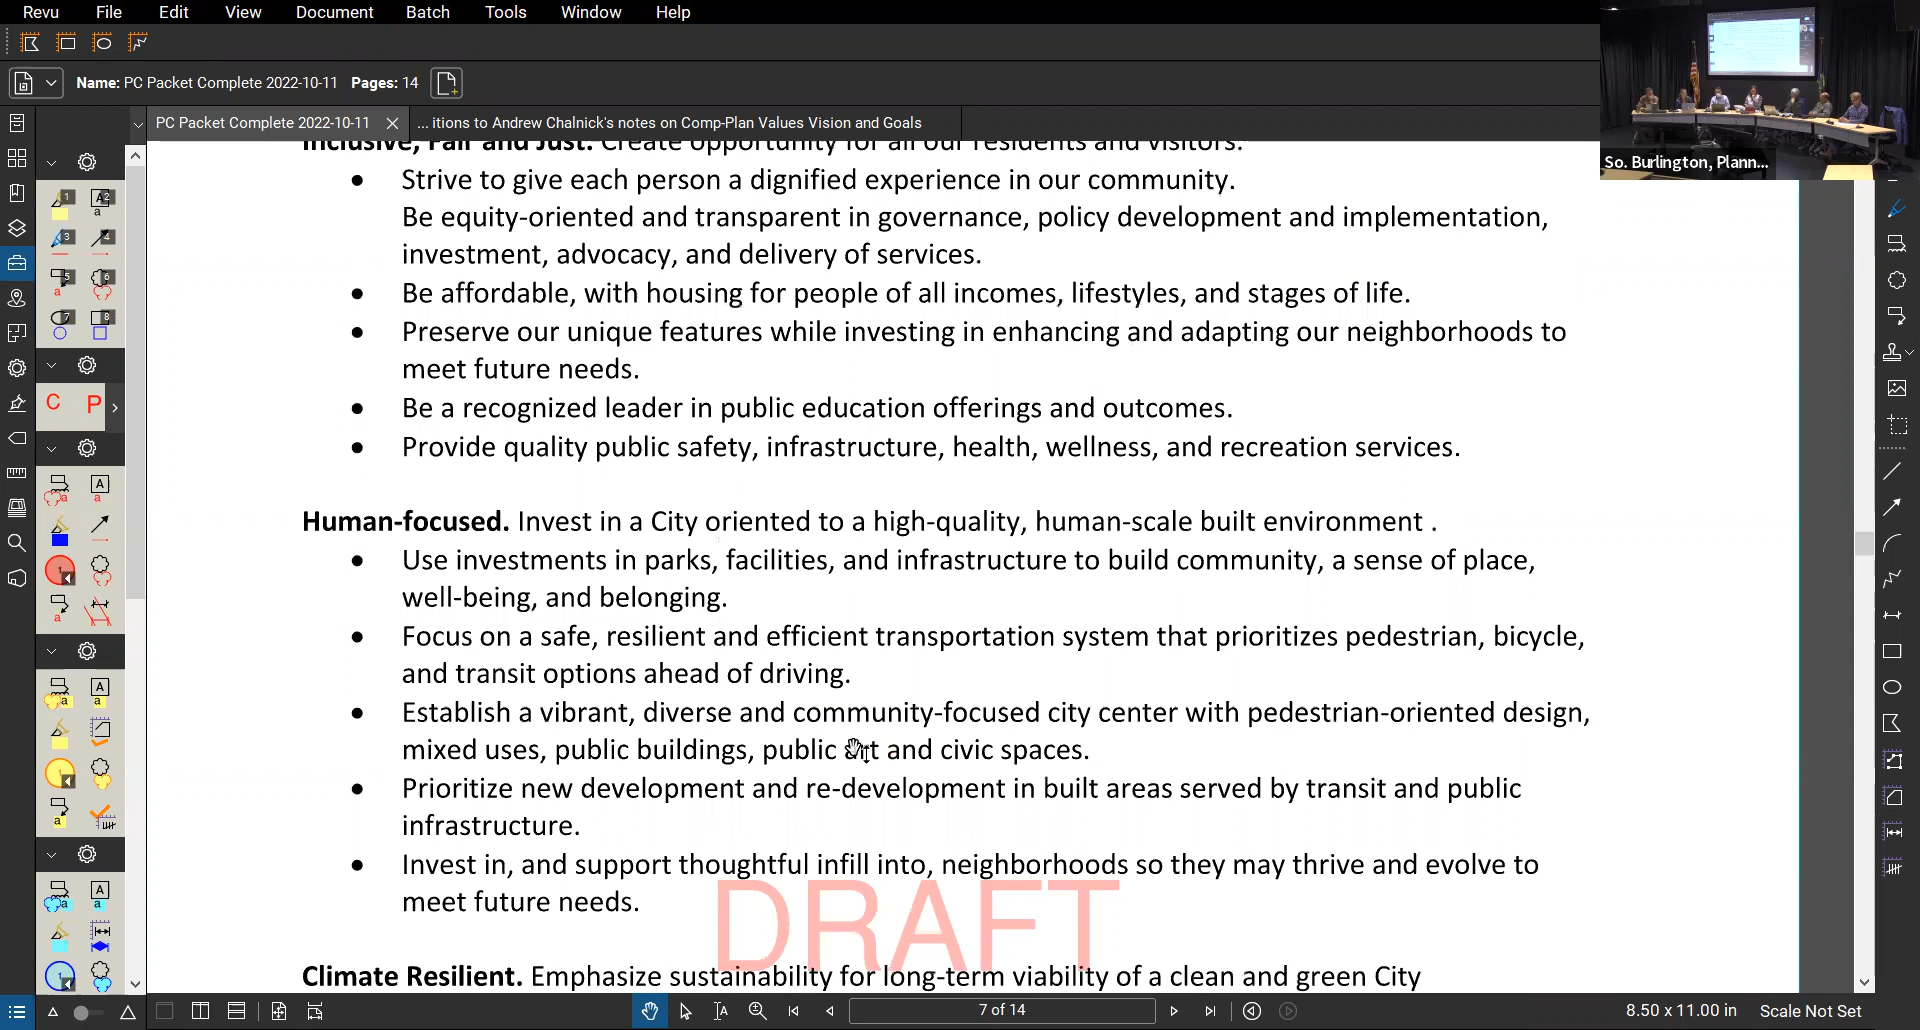 Revu File Edit View Document Batch Tools Window Help
Name: PC Packet Complete 2022-10-11 Pages: 14
PC Packet Complete 2022-10-11
... itions to Andrew Chalnick's notes on Comp-Plan Values Vision and Goals
So. Burlington, Plann...
Inclusive, Fair and Just. Create opportunity for all our residents and visitors.
• Strive to give each person a dignified experience in our community.
Be equity-oriented and transparent in governance, policy development and implementation,
investment, advocacy, and delivery of services.
• Be affordable, with housing for people of all incomes, lifestyles, and stages of life.
• Preserve our unique features while investing in enhancing and adapting our neighborhoods to
meet future needs.
• Be a recognized leader in public education offerings and outcomes.
• Provide quality public safety, infrastructure, health, wellness, and recreation services.
Human-focused. Invest in a City oriented to a high-quality, human-scale built environment .
• Use investments in parks, facilities, and infrastructure to build community, a sense of place,
well-being, and belonging.
• Focus on a safe, resilient and efficient transportation system that prioritizes pedestrian, bicycle,
and transit options ahead of driving.
• Establish a vibrant, diverse and community-focused city center with pedestrian-oriented design,
mixed uses, public buildings, public art and civic spaces.
• Prioritize new development and re-development in built areas served by transit and public
infrastructure.
• Invest in, and support thoughtful infill into, neighborhoods so they may thrive and evolve to
meet future needs.
DRAFT
Climate Resilient. Emphasize sustainability for long-term viability of a clean and green City
7 of 14
8.50 x 11.00 in Scale Not Set